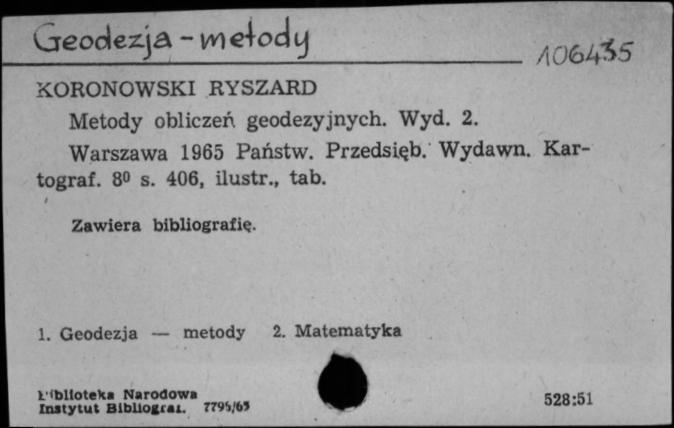 Geodezja - metody
106435
KORONOWSKI RYSZARD
Metody obliczeń geodezyjnych. Wyd. 2.
Warszawa 1965 Państw. Przedsięb. Wydawn. Kar-
tograf. 8⁰ s. 406, ilustr., tab.
Zawiera bibliografię.
1. Geodezja — metody 2. Matematyka
Biblioteka Narodowa
Instytut Bibliograf. 7795/65
528:51